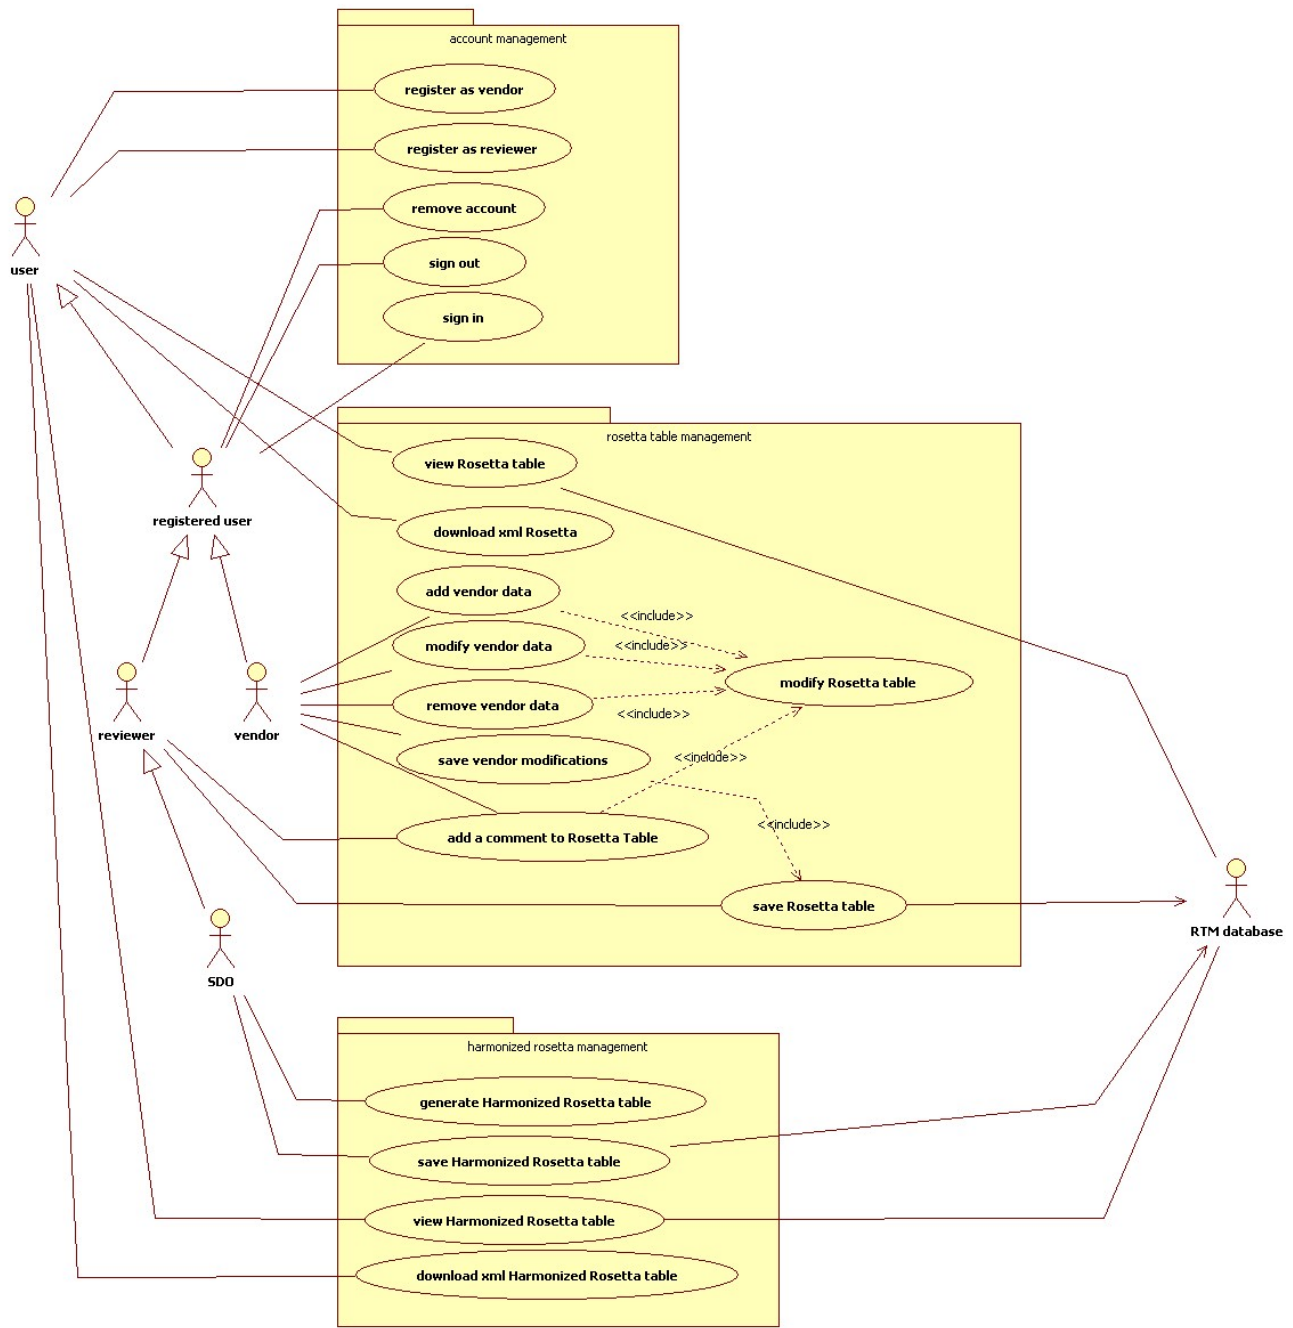 account management
register as vendor
register as reviewer
remove account
sign out
user
sign in
rosetta table management
view Rosetta table
registered user
download xml Rosetta
add vendor data
<<include>>
modify vendor data
<<include>>
modify Rosetta table
remove vendor data
<<include>>
reviewer
vendor
save vendor modifications
<<include>>
<<include>>
add a comment to Rosetta Table
save Rosetta table
RTM database
SDO
harmonized rosetta management
generate Harmonized Rosetta table
save Harmonized Rosetta table
view Harmonized Rosetta table
download xml Harmonized Rosetta table